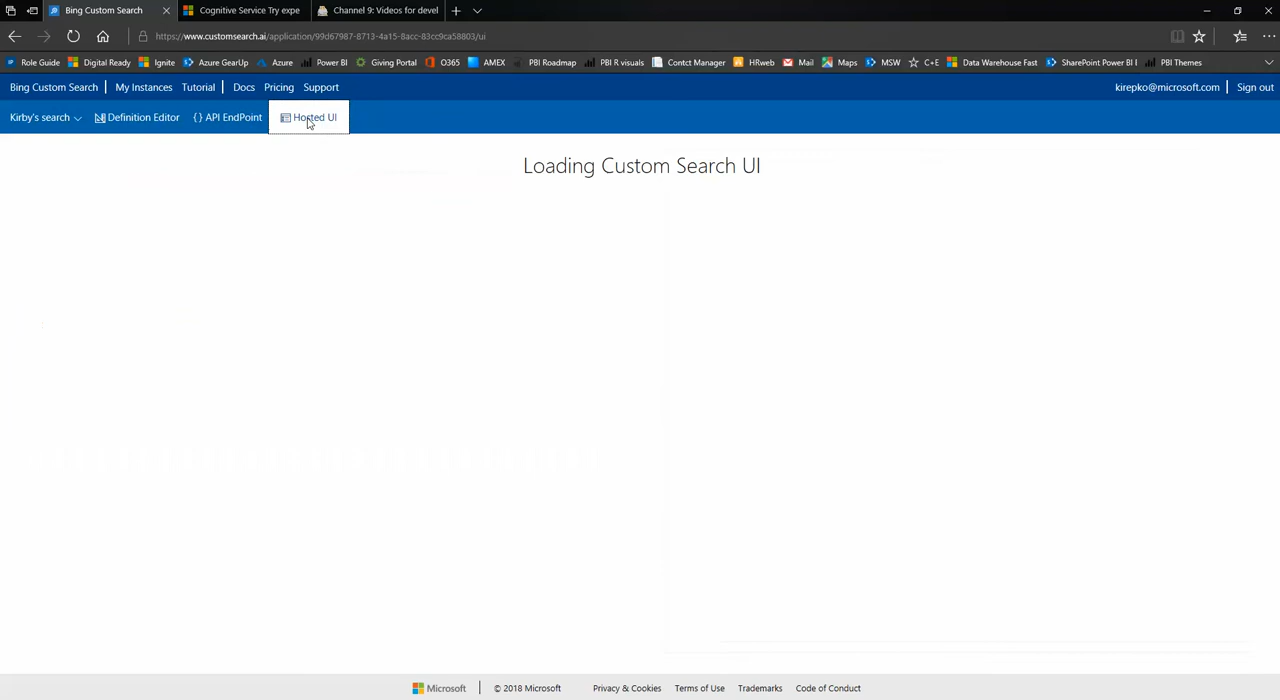 Bing Custom Search
Cognitive Service Try expe
Channel 9: Videos for devel
https://www.customsearch.ai/application/99d67987-8713-4a15-8acc-83cc9ca58803/ui
Role Guide Digital Ready Ignite Azure GearUp Azure Power BI Giving Portal O365 AMEX PBI Roadmap PBI R visuals Contct Manager HRweb Mail Maps MSW C+E Data Warehouse Fast SharePoint Power BI E PBI Themes
Bing Custom Search My Instances Tutorial Docs Pricing Support kirepko@microsoft.com Sign out
Kirby's search Definition Editor {} API EndPoint Hosted UI
Loading Custom Search UI
Microsoft © 2018 Microsoft Privacy & Cookies Terms of Use Trademarks Code of Conduct